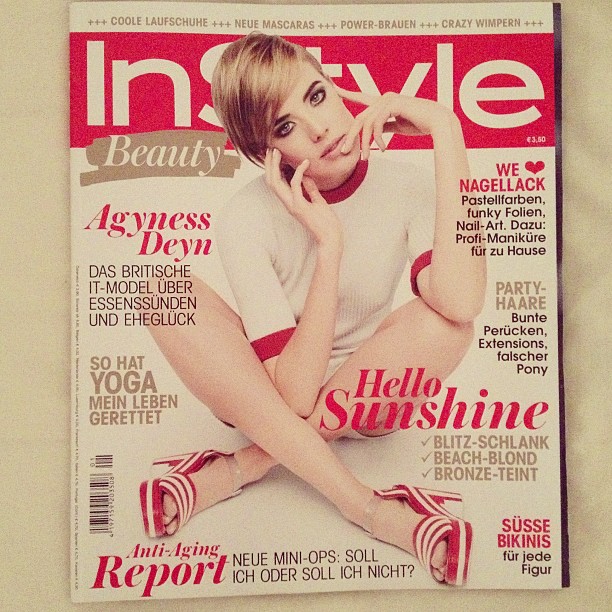 +++ COOLE LAUFSCHUHE +++ NEUE MASCARAS +++ POWER-BRAUEN +++ CRAZY WIMPERN +++
InStyle
€ 3,60
Beauty
Agyness
Deyn
DAS BRITISCHE
IT-MODEL ÜBER
ESSENSSÜNDEN
UND EHEGLÜCK
SO HAT
YOGA
MEIN LEBEN
GERETTET
WE ❤
NAGELLACK
Pastellfarben,
funky Folien,
Nail-Art. Dazu:
Profi-Maniküre
für zu Hause
PARTY-
HAARE
Bunte
Perücken,
Extensions,
falscher
Pony
Hello
Sunshine
✓BLITZ-SCHLANK
✓BEACH-BLOND
✓BRONZE-TEINT
SÜSSE
BIKINIS
für jede
Figur
Anti-Aging
Report
NEUE MINI-OPS: SOLL
ICH ODER SOLL ICH NICHT?
01